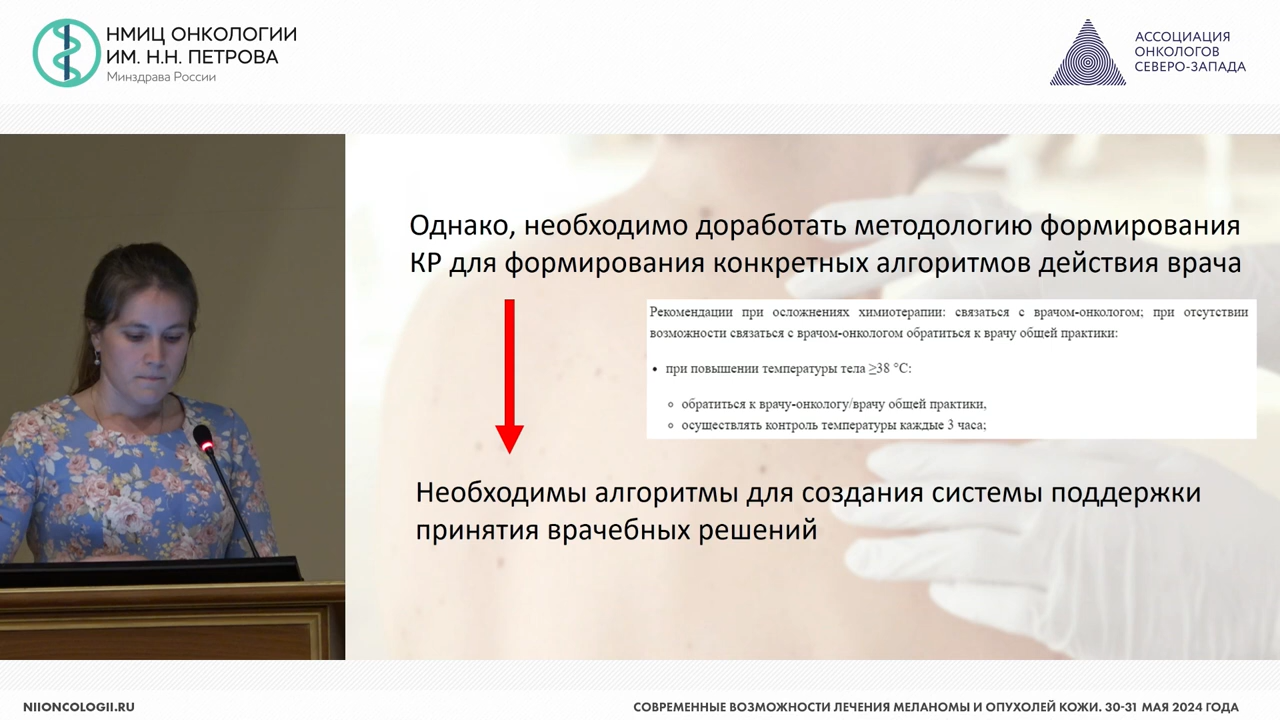 НМИЦ ОНКОЛОГИИ
ИМ. Н.Н. ПЕТРОВА
Минздрава России
АССОЦИАЦИЯ
ОНКОЛОГОВ
СЕВЕРО-ЗАПАДА
Однако, необходимо доработать методологию формирования
КР для формирования конкретных алгоритмов действия врача
Рекомендации при осложнениях химиотерапии: связаться с врачом-онкологом; при отсутствии
возможности связаться с врачом-онкологом обратиться к врачу общей практики:
• при повышении температуры тела ≥38 °C:
◦ обратиться к врачу-онкологу/врачу общей практики,
◦ осуществлять контроль температуры каждые 3 часа;
Необходимы алгоритмы для создания системы поддержки
принятия врачебных решений
NIIONCOLOGII.RU
СОВРЕМЕННЫЕ ВОЗМОЖНОСТИ ЛЕЧЕНИЯ МЕЛАНОМЫ И ОПУХОЛЕЙ КОЖИ. 30-31 МАЯ 2024 ГОДА